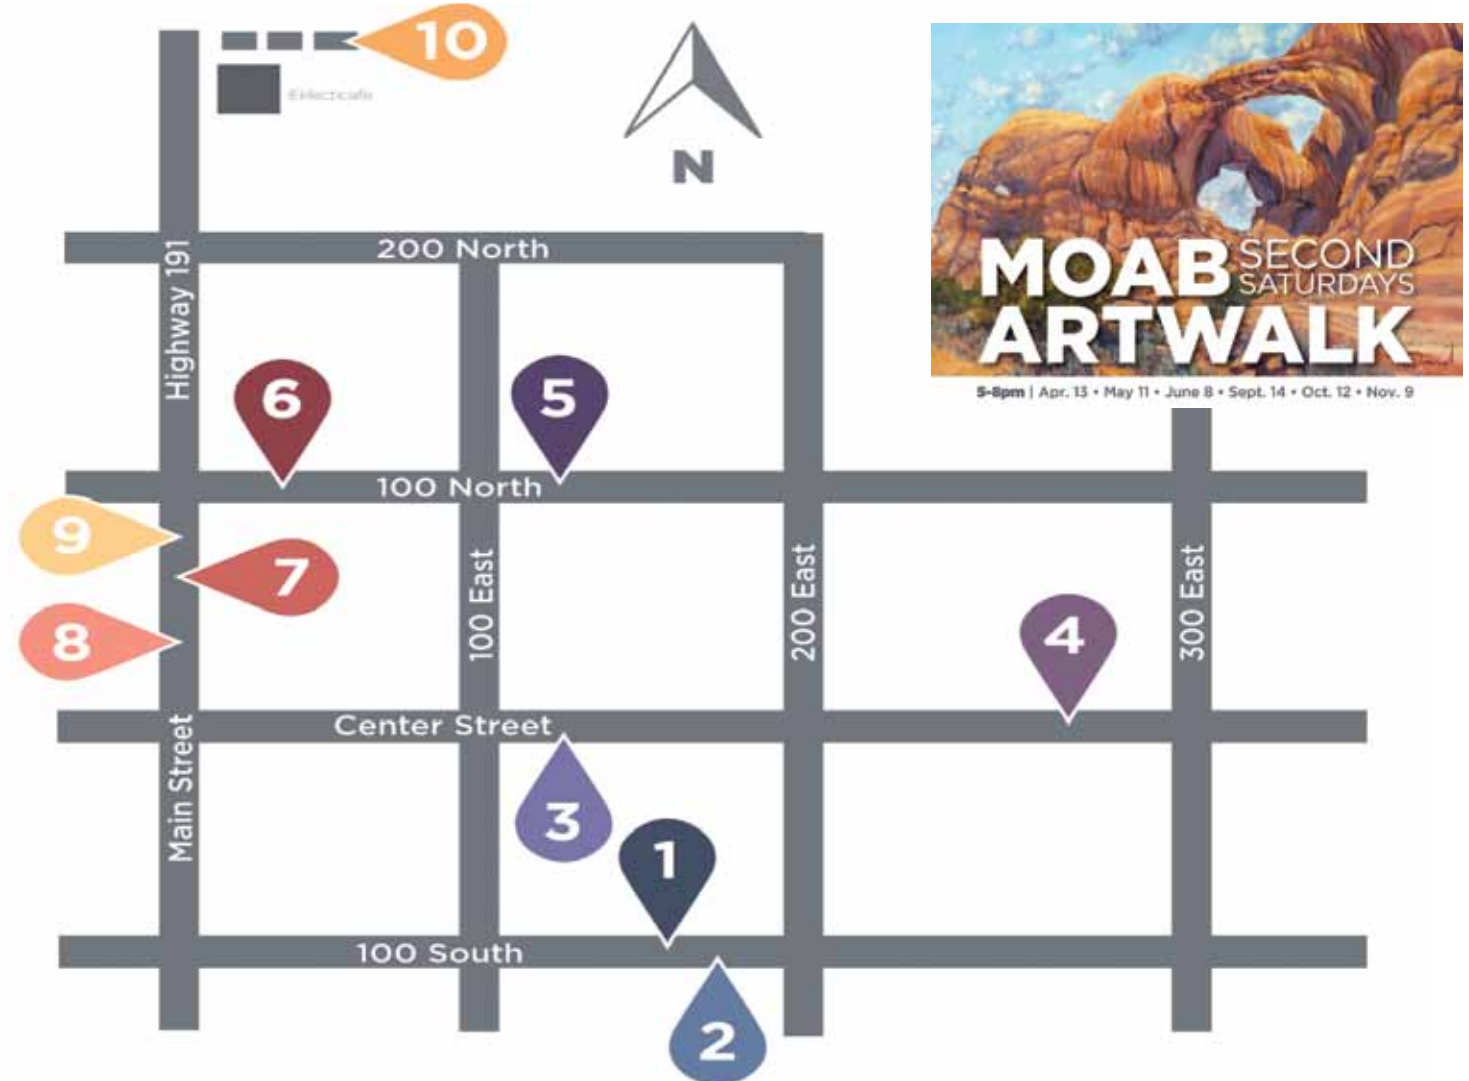 10
Eklecticafe
N
MOAB SECOND
SATURDAYS
ARTWALK
5-8pm | Apr. 13 • May 11 • June 8 • Sept. 14 • Oct. 12 • Nov. 9
200 North
Highway 191
6
5
100 North
9
7
8
100 East
200 East
300 East
4
Center Street
Main Street
3
1
100 South
2